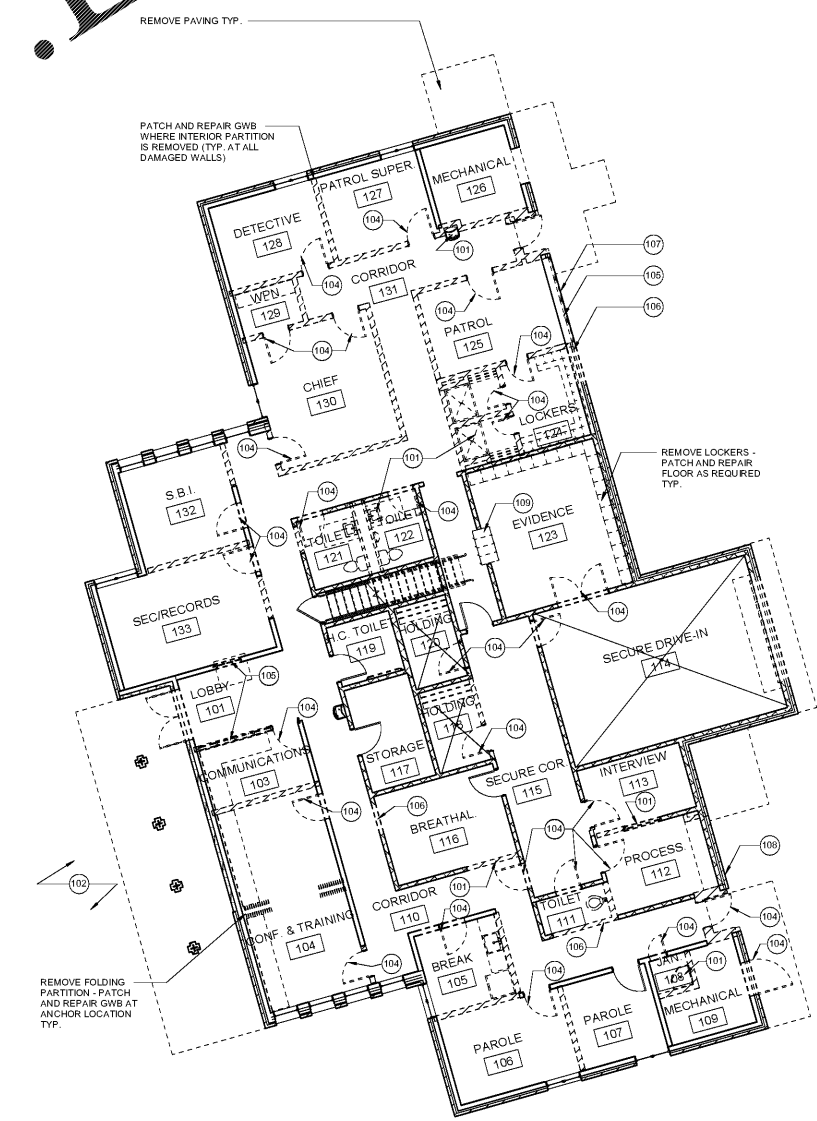 REMOVE PAVING TYP.
PATCH AND REPAIR GWB
WHERE INTERIOR PARTITION
IS REMOVED (TYP. AT ALL
DAMAGED WALLS)
PATROL SUPER.
127
MECHANICAL
126
104
DETECTIVE
128
101
107
CORRIDOR
131
104
105
WPN
129
104
106
PATROL
125
104
104
CHIEF
130
104
LOCKERS
124
104
101
REMOVE LOCKERS -
PATCH AND REPAIR
FLOOR AS REQUIRED
TYP.
S.B.I.
132
104
104
109
EVIDENCE
123
TOILET
121
TOILET
122
104
SEC/RECORDS
133
104
H.C. TOILET
119
HOLDING
120
104
SECURE DRIVE-IN
114
LOBBY
101
105
104
HOLDING
104
COMMUNICATIONS
103
STORAGE
117
SECURE COR.
115
INTERVIEW
113
104
106
101
BREATHAL.
116
104
PROCESS
112
108
102
101
CORRIDOR
110
TOILET
111
104
104
CONF. & TRAINING
104
106
104
104
104
BREAK
105
JAN.
108
101
104
REMOVE FOLDING
PARTITION - PATCH
AND REPAIR GWB AT
ANCHOR LOCATION
TYP.
MECHANICAL
109
PAROLE
107
PAROLE
106